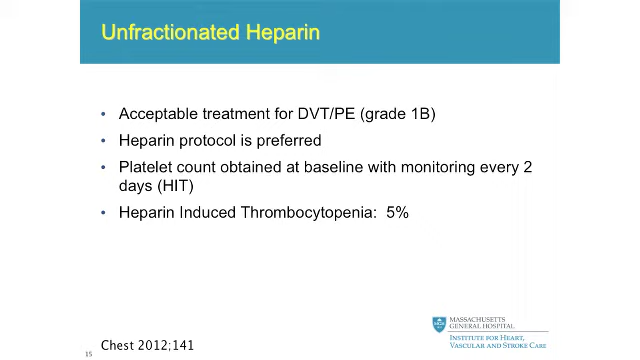 Unfractionated Heparin
• Acceptable treatment for DVT/PE (grade 1B)
• Heparin protocol is preferred
• Platelet count obtained at baseline with monitoring every 2
days (HIT)
• Heparin Induced Thrombocytopenia:  5%
MASSACHUSETTS
GENERAL HOSPITAL
INSTITUTE FOR HEART,
VASCULAR AND STROKE CARE
Chest 2012;141
15